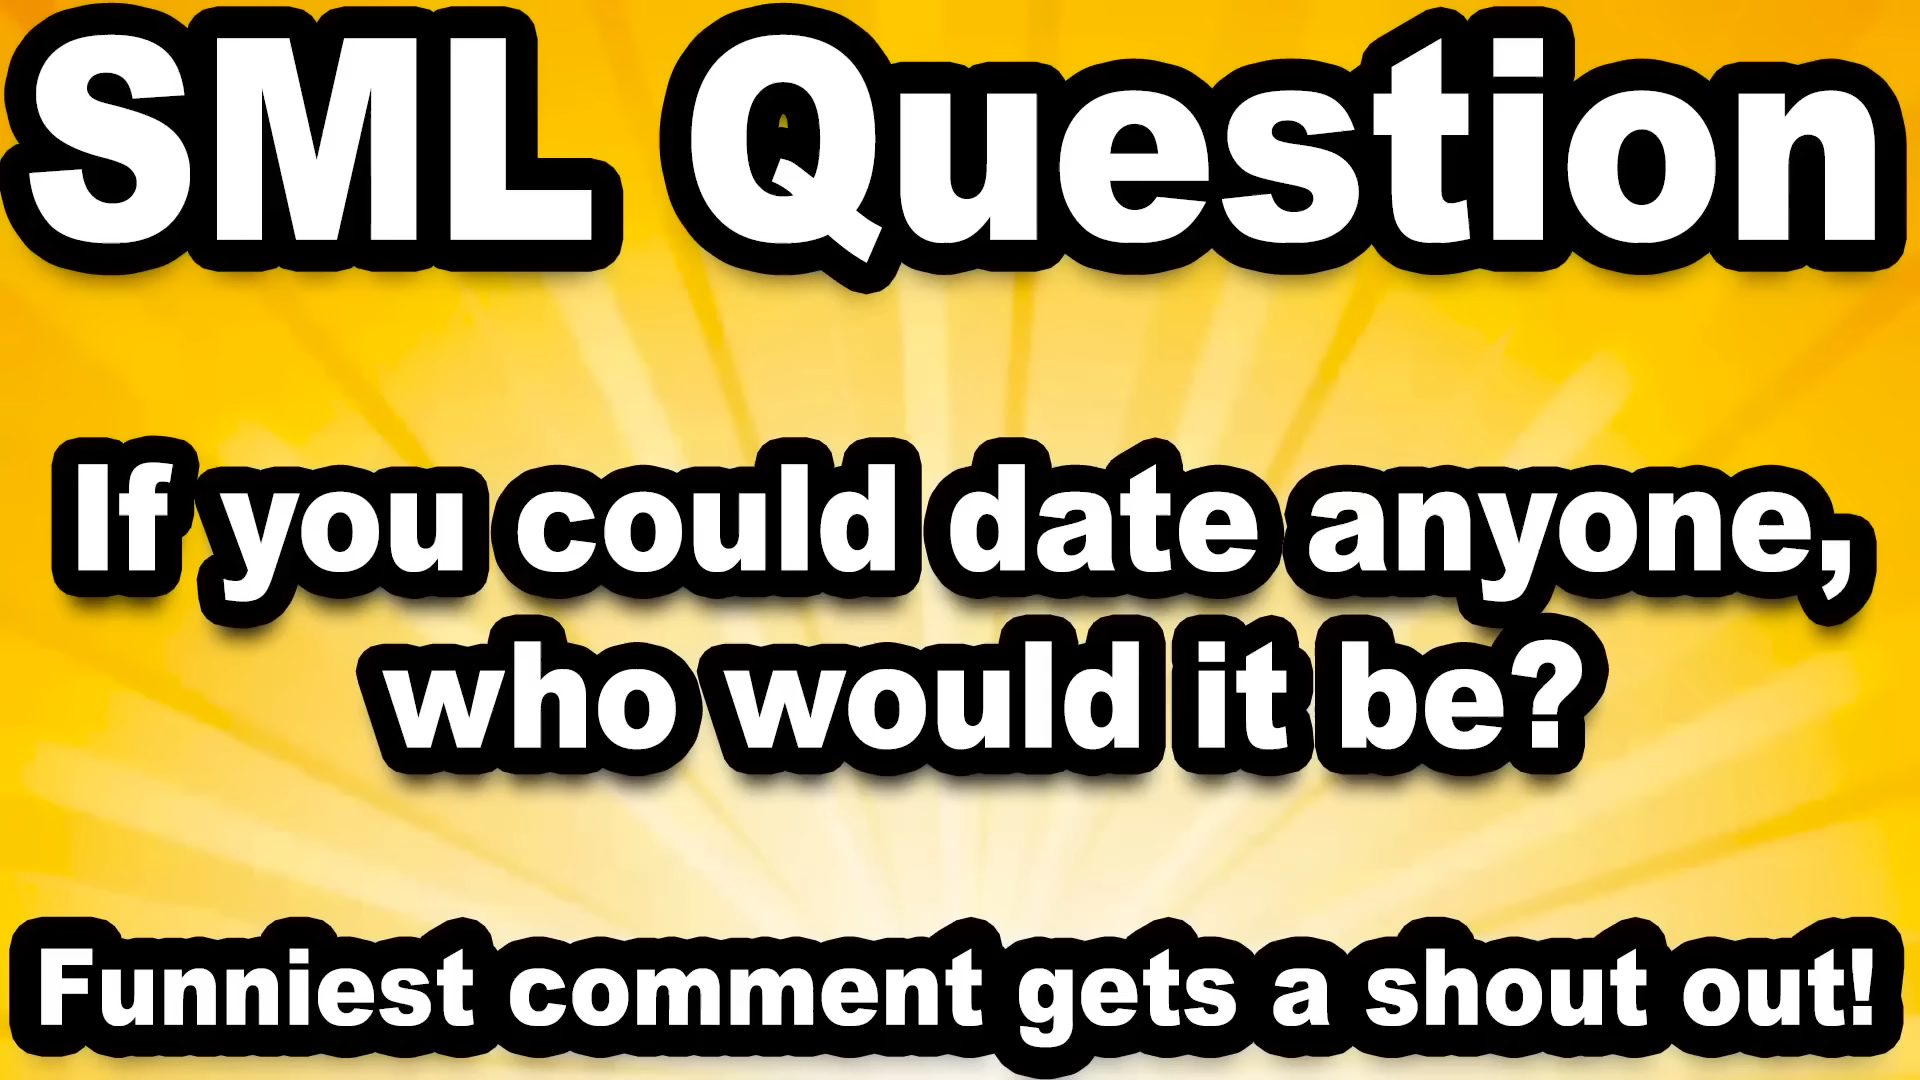 SML Question
If you could date anyone,
who would it be?
Funniest comment gets a shout out!